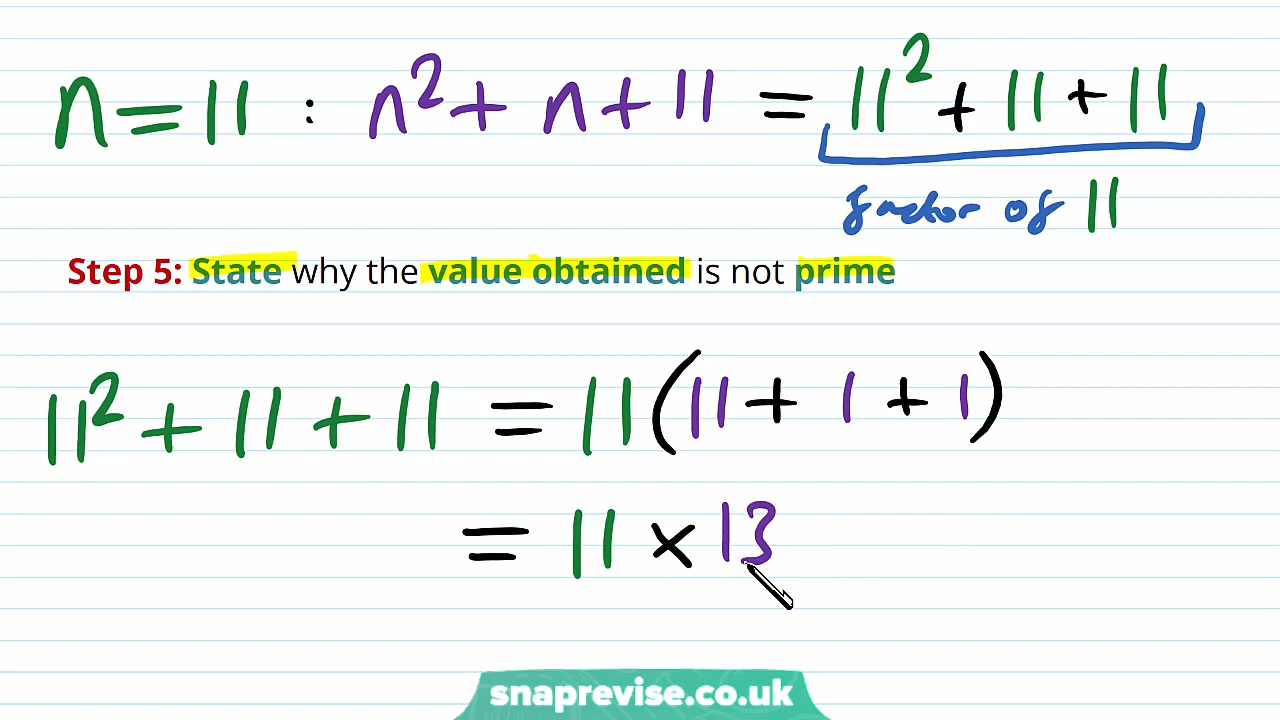 n = 11 : n² + n + 11 = 11² + 11 + 11
factor of 11
Step 5: State why the value obtained is not prime
11² + 11 + 11 = 11(11 + 1 + 1)
= 11 × 13
snaprevise.co.uk